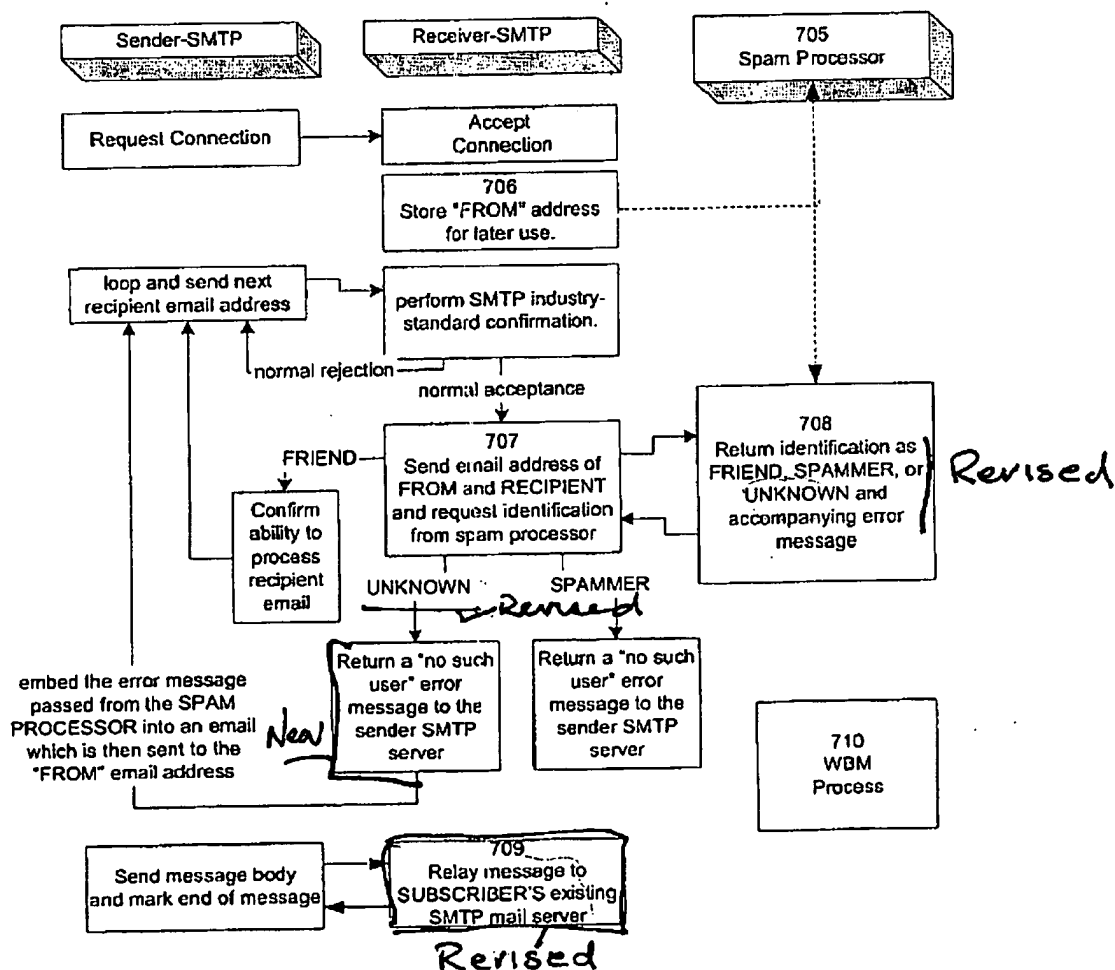 Sender-SMTP
Receiver-SMTP
705
Spam Processor
Request Connection
Accept
Connection
706
Store "FROM" address
for later use.
loop and send next
recipient email address
perform SMTP industry-
standard confirmation.
normal rejection
normal acceptance
FRIEND
707
Send email address of
FROM and RECIPIENT
and request identification
from spam processor
708
Return identification as
FRIEND, SPAMMER, or
UNKNOWN and
accompanying error
message
Revised
Confirm
ability to
process
recipient
email
UNKNOWN
SPAMMER
Revised
embed the error message
passed from the SPAM
PROCESSOR into an email
which is then sent to the
"FROM" email address
New
Return a "no such
user" error
message to the
sender SMTP
server
Return a "no such
user" error
message to the
sender SMTP
server
710
WBM
Process
Send message body
and mark end of message
709
Relay message to
SUBSCRIBER'S existing
SMTP mail server
Revised